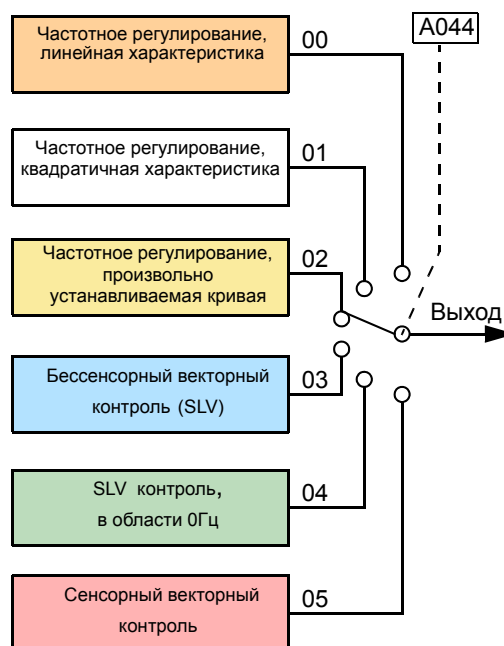 Частотное регулирование,
линейная характеристика
00
A044
Частотное регулирование,
квадратичная характеристика
01
Частотное регулирование,
произвольно
устанавливаемая кривая
02
Выход
Бессенсорный векторный
контроль (SLV)
03
SLV контроль,
в области 0Гц
04
Сенсорный векторный
контроль
05